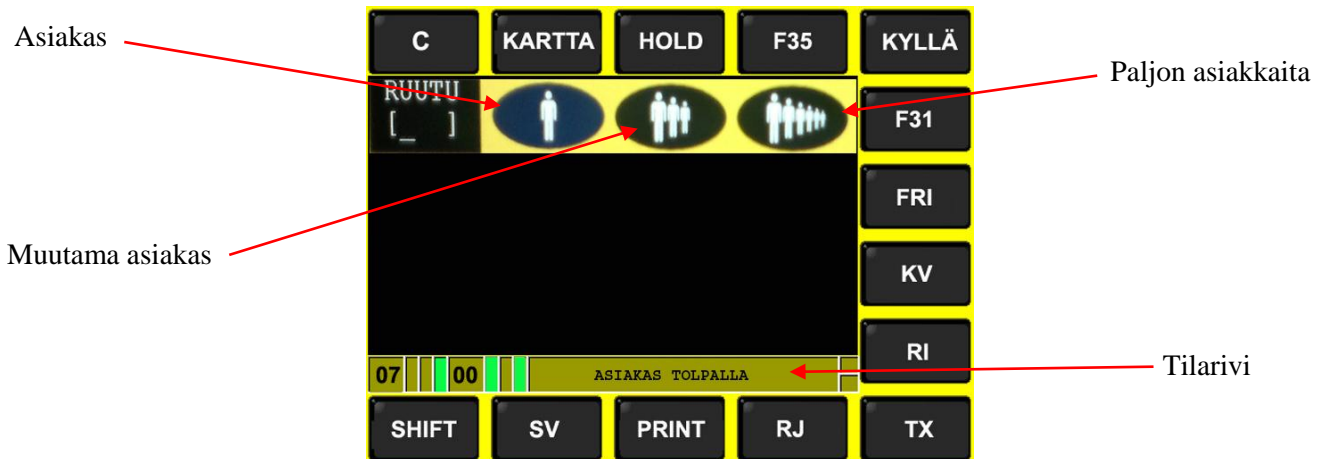 Asiakas
C KARTTA HOLD F35 KYLLÄ
Paljon asiakkaita
RUUTU
[_ ]
F31
FRI
Muutama asiakas
KV
RI
Tilarivi
07 00 ASIAKAS TOLPALLA
SHIFT SV PRINT RJ TX